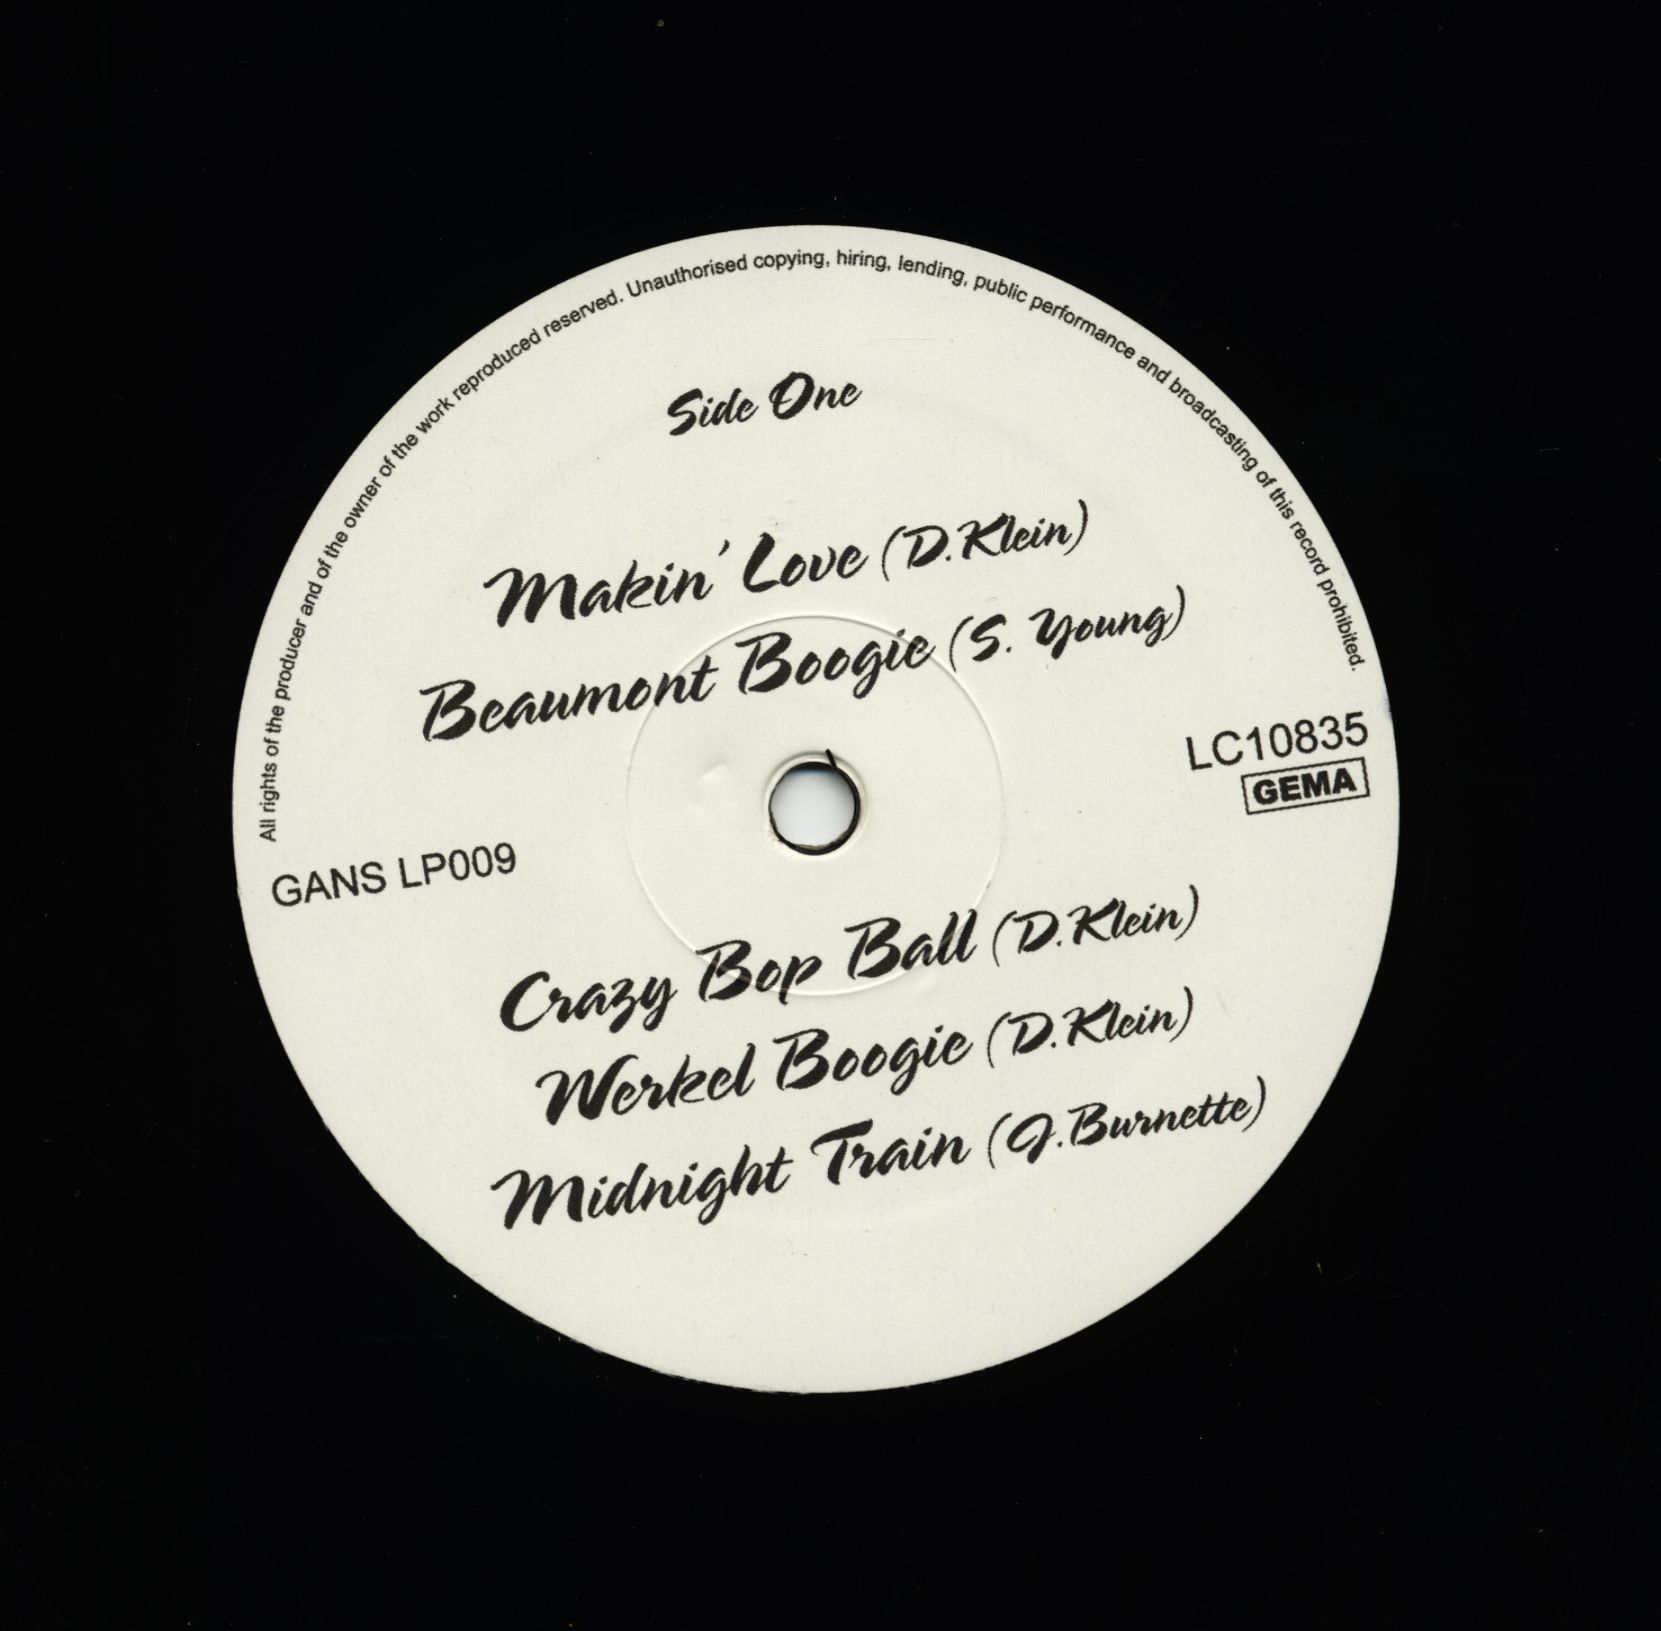 All rights of the producer and of the owner of the work reproduced reserved. Unauthorised copying, hiring, lending, public performance and broadcasting of this record prohibited.
Side One
Makin' Love (D.Klein)
Beaumont Boogie (S. Young)
LC10835
GEMA
GANS LP009
Crazy Bop Ball (D.Klein)
Werkel Boogie (D.Klein)
Midnight Train (J.Burnette)